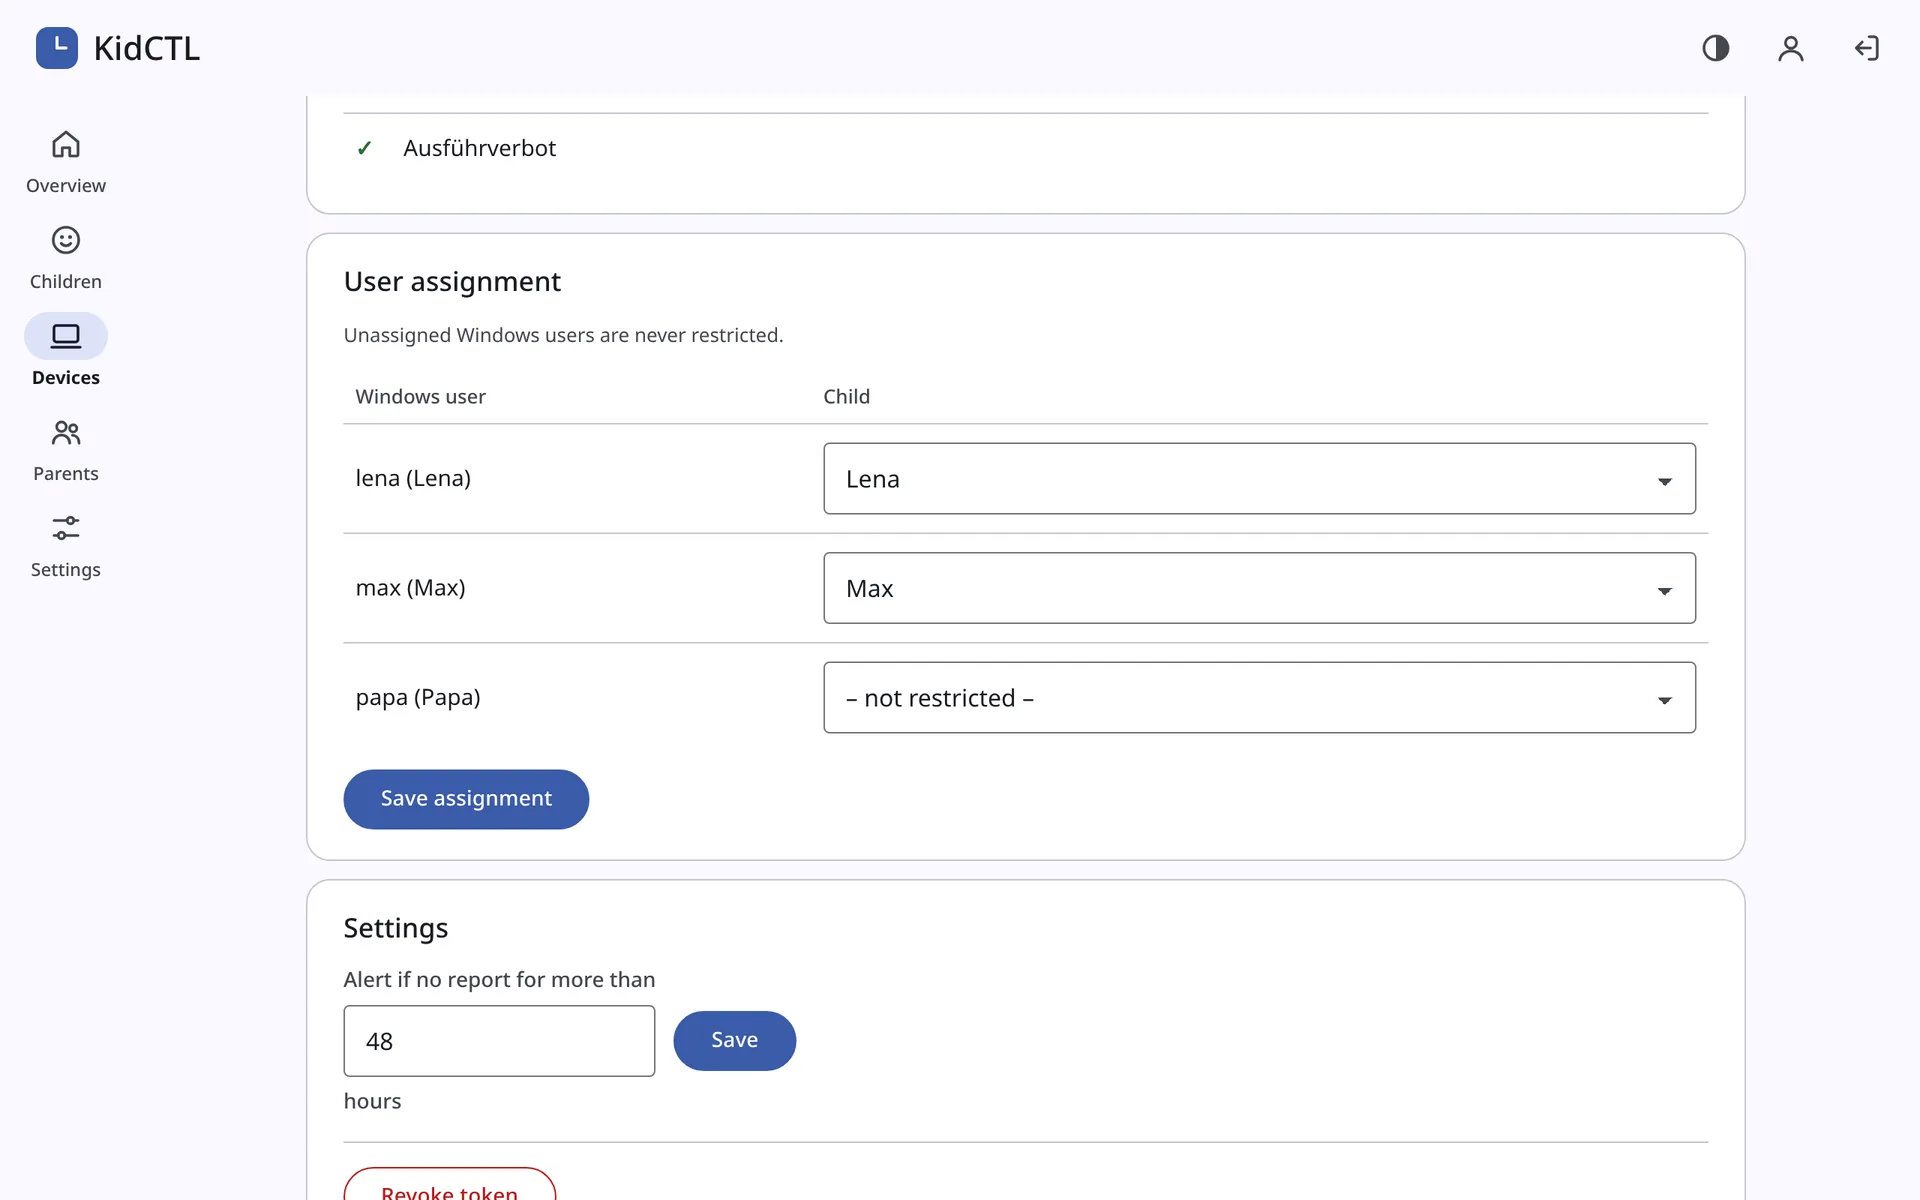 KidCTL
Overview
Children
Devices
Parents
Settings
✓ Ausführverbot
User assignment
Unassigned Windows users are never restricted.
Windows user Child
lena (Lena) Lena
max (Max) Max
papa (Papa) – not restricted –
Save assignment
Settings
Alert if no report for more than
48 Save
hours
Revoke token